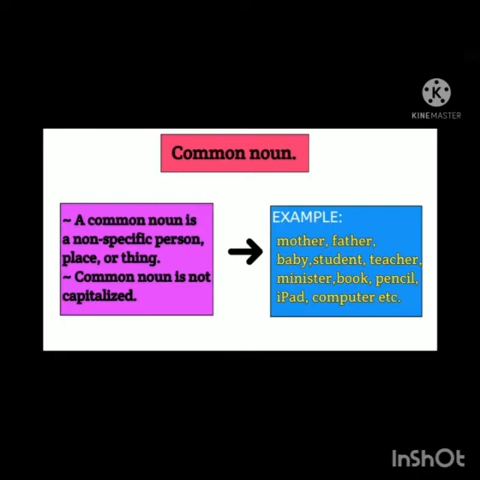 KINEMASTER
Common noun.
~ A common noun is
a non-specific person,
place, or thing.
~ Common noun is not
capitalized.
EXAMPLE:
mother, father,
baby,student, teacher,
minister,book, pencil,
iPad, computer etc.
InShOt